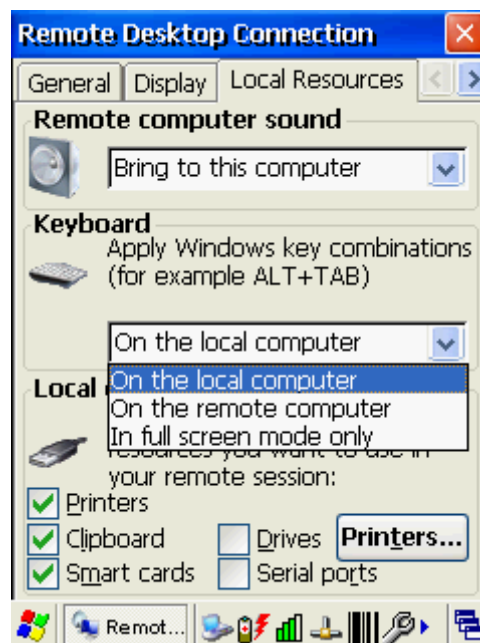 Remote Desktop Connection
General Display Local Resources
Remote computer sound
Bring to this computer
Keyboard
Apply Windows key combinations
(for example ALT+TAB)
On the local computer
On the local computer
Local
On the remote computer
In full screen mode only
resources you want to use in
your remote session:
Printers
Clipboard Drives Printers...
Smart cards Serial ports
Remot...